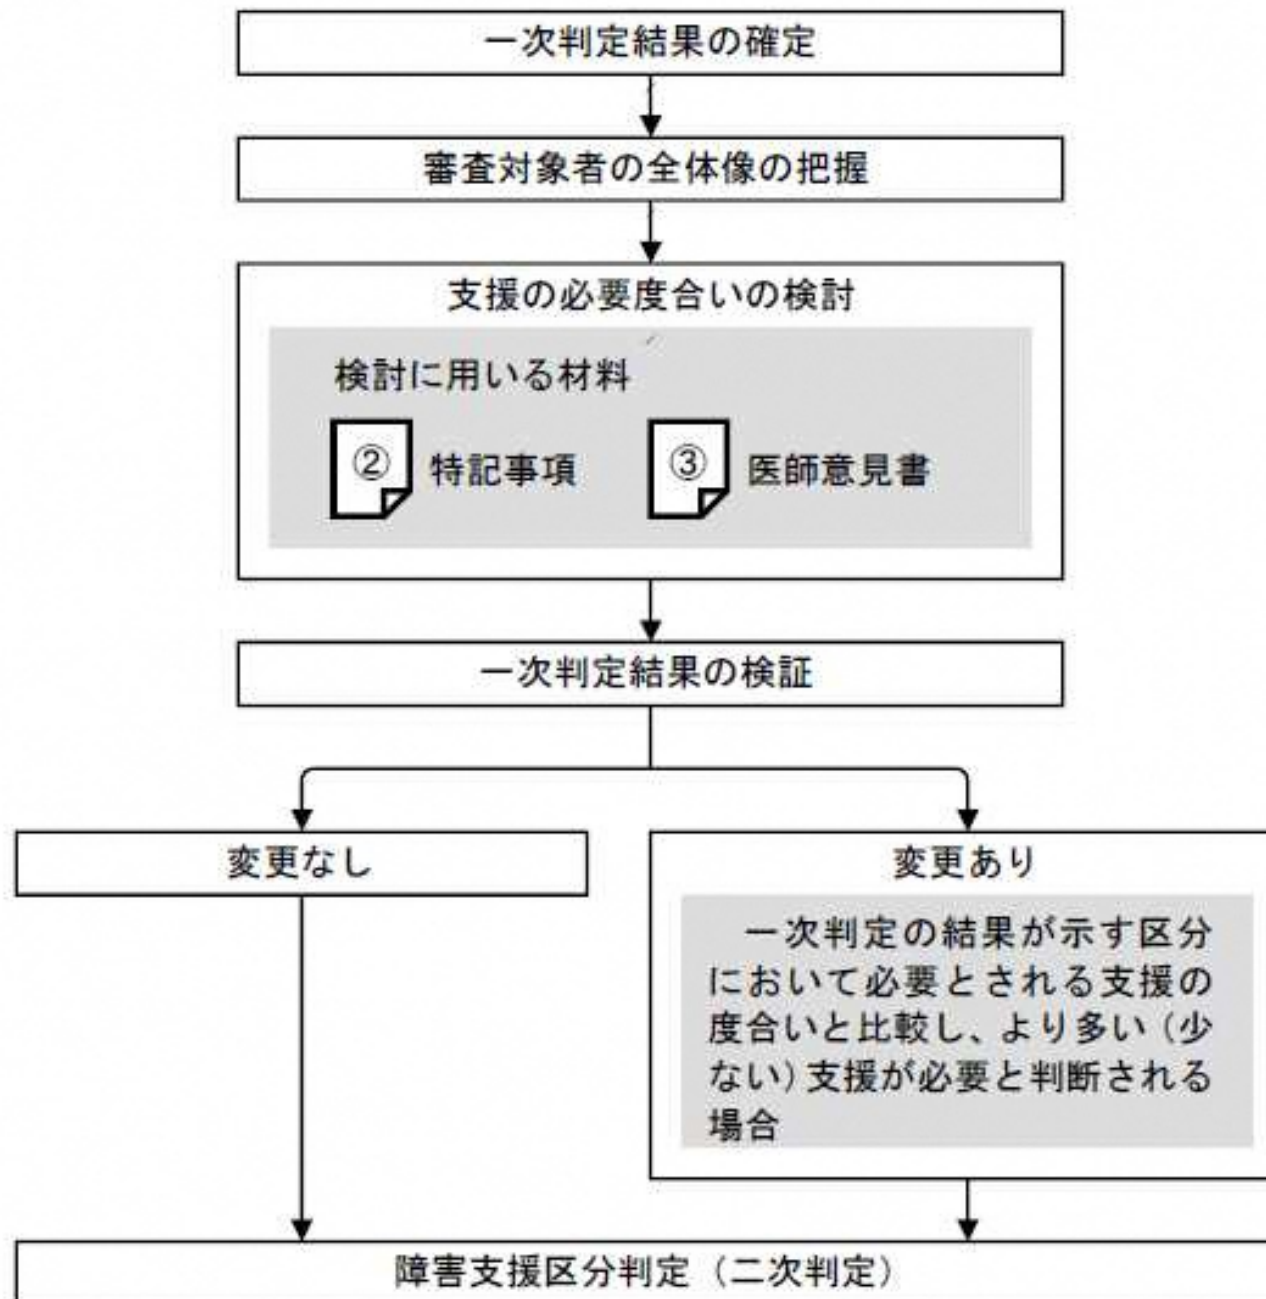 一次判定結果の確定
審査対象者の全体像の把握
支援の必要度合いの検討
検討に用いる材料
② 特記事項 ③ 医師意見書
一次判定結果の検証
変更なし
変更あり
一次判定の結果が示す区分
において必要とされる支援の
度合いと比較し、より多い(少
ない)支援が必要と判断される
場合
障害支援区分判定(二次判定)